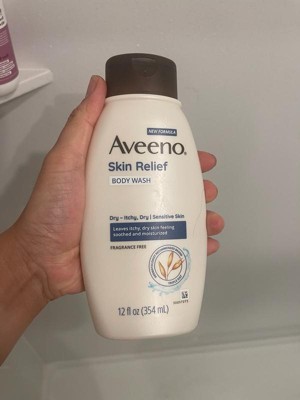 NEW FORMULA
Aveeno.
Skin Relief
BODY WASH
Dry – Itchy, Dry | Sensitive Skin
Leaves itchy, dry skin feeling
soothed and moisturized
FRAGRANCE FREE
12 fl oz (354 mL)